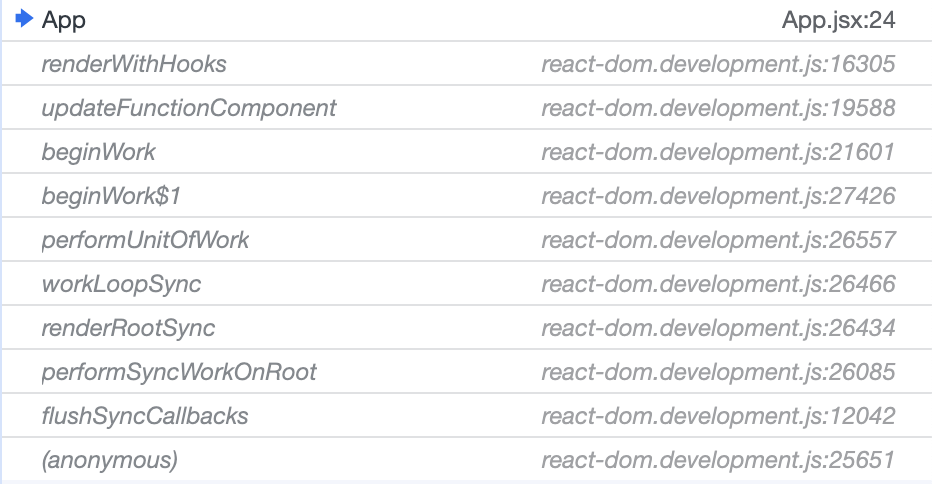 App App.jsx:24
renderWithHooks react-dom.development.js:16305
updateFunctionComponent react-dom.development.js:19588
beginWork react-dom.development.js:21601
beginWork$1 react-dom.development.js:27426
performUnitOfWork react-dom.development.js:26557
workLoopSync react-dom.development.js:26466
renderRootSync react-dom.development.js:26434
performSyncWorkOnRoot react-dom.development.js:26085
flushSyncCallbacks react-dom.development.js:12042
(anonymous) react-dom.development.js:25651